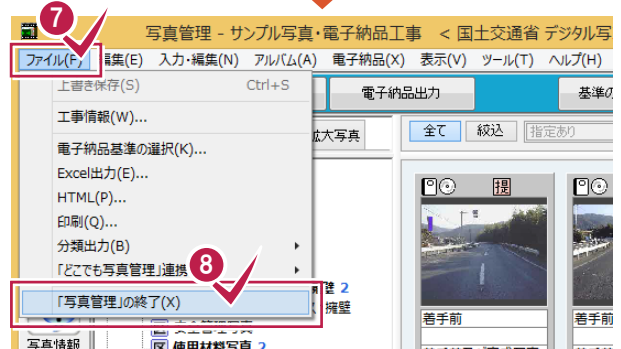 7
写真管理 - サンプル写真・電子納品工事 < 国土交通省 デジタル写
ファイル(F) 編集(E) 入力・編集(N) アルバム(A) 電子納品(X) 表示(V) ツール(T) ヘルプ(H)
上書き保存(S) Ctrl+S
電子納品出力 基準の
工事情報(W)...
拡大写真 全て 絞込 指定あり
電子納品基準の選択(K)...
Excel出力(E)...
HTML(P)...
提
印刷(Q)...
分類出力(B)
「どこでも写真管理」連携
8
壁 2
「写真管理」の終了(X)
擁壁
着手前 着手前
写真情報
使用材料写真 2